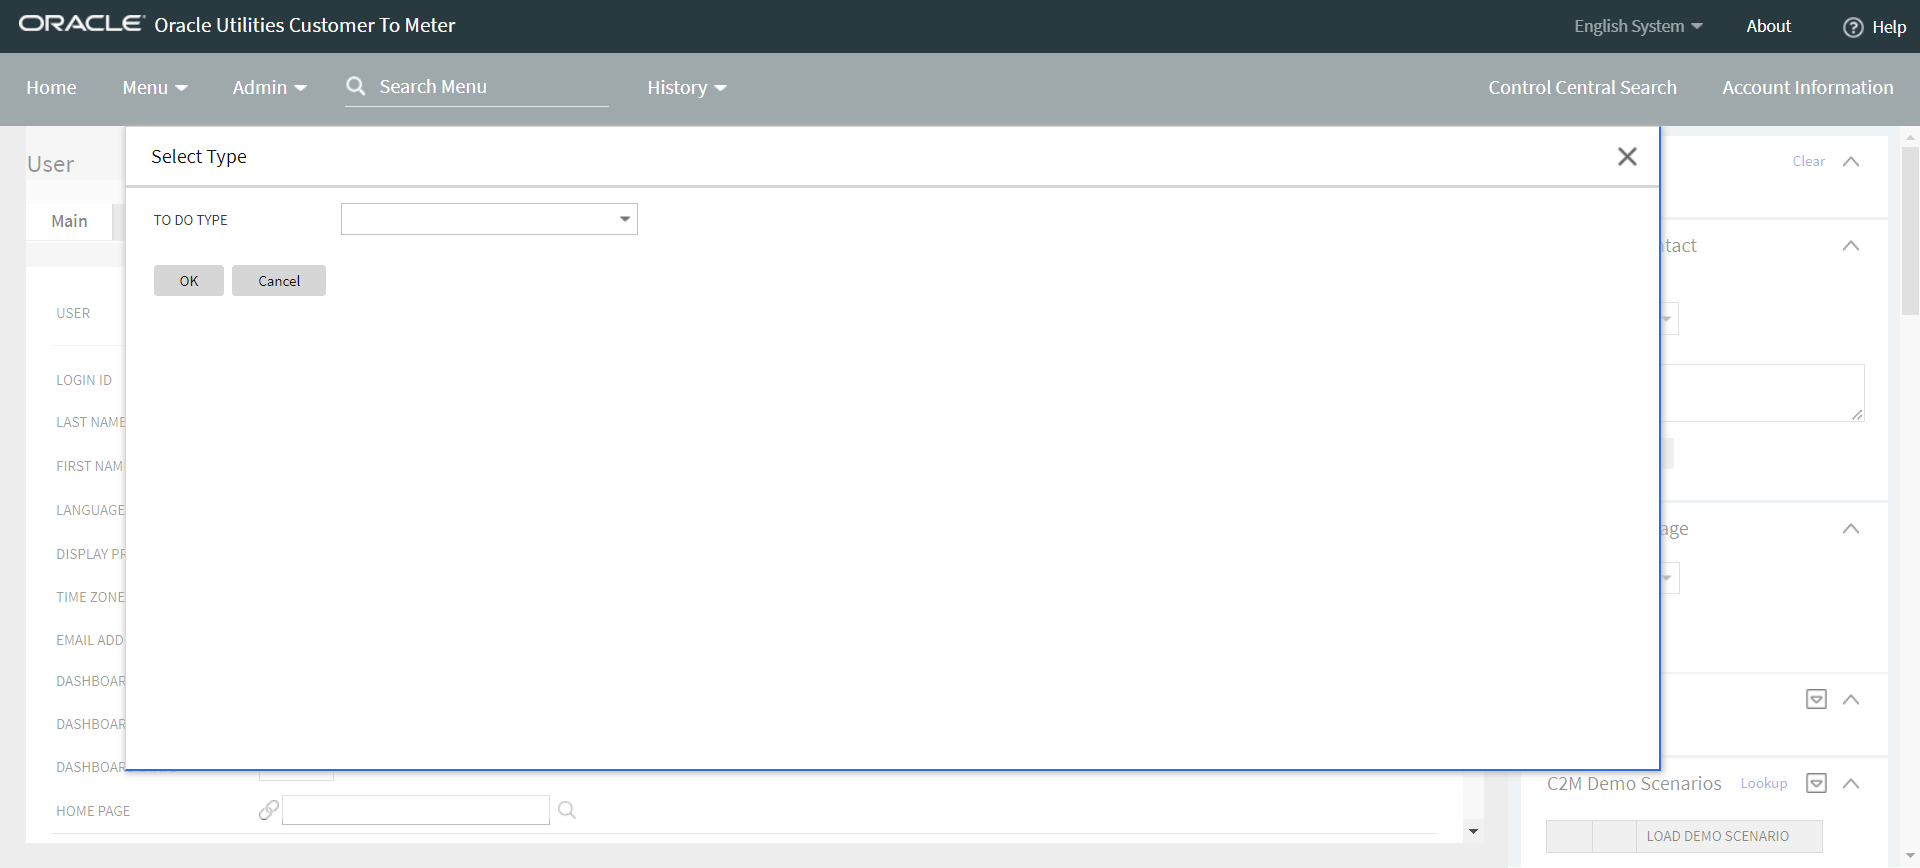 ORACLE Oracle Utilities Customer To Meter
English System
About
Help
Home
Menu
Admin
Search Menu
History
Control Central Search
Account Information
User
Select Type
Clear
Main
TO DO TYPE
OK
Cancel
USER
LOGIN ID
LAST NAME
FIRST NAM
LANGUAGE
DISPLAY PR
TIME ZONE
EMAIL ADD
DASHBOAR
DASHBOAR
DASHBOAR
HOME PAGE
tact
age
C2M Demo Scenarios
Lookup
LOAD DEMO SCENARIO